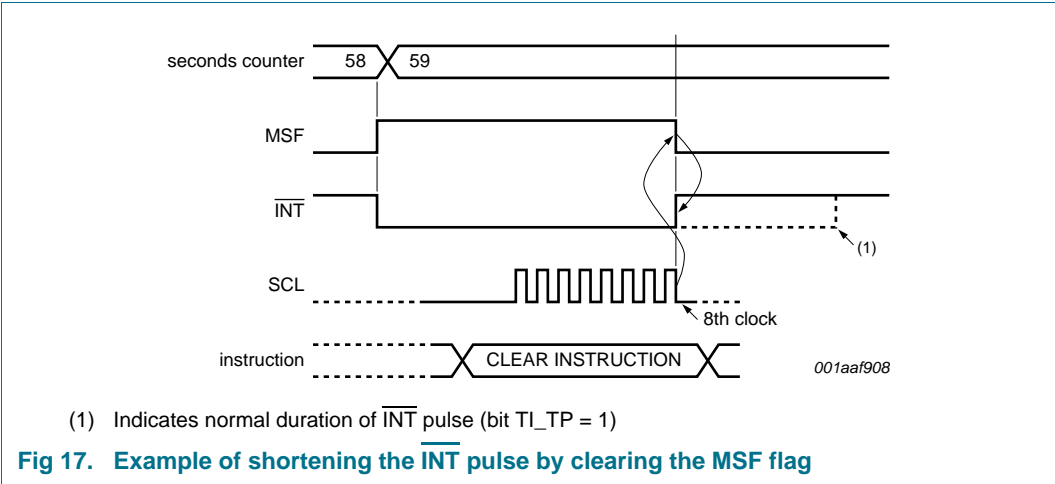 seconds counter 58 59
MSF
INT
(1)
SCL
8th clock
instruction CLEAR INSTRUCTION
001aaf908
(1) Indicates normal duration of INT pulse (bit TI_TP = 1)
Fig 17. Example of shortening the INT pulse by clearing the MSF flag